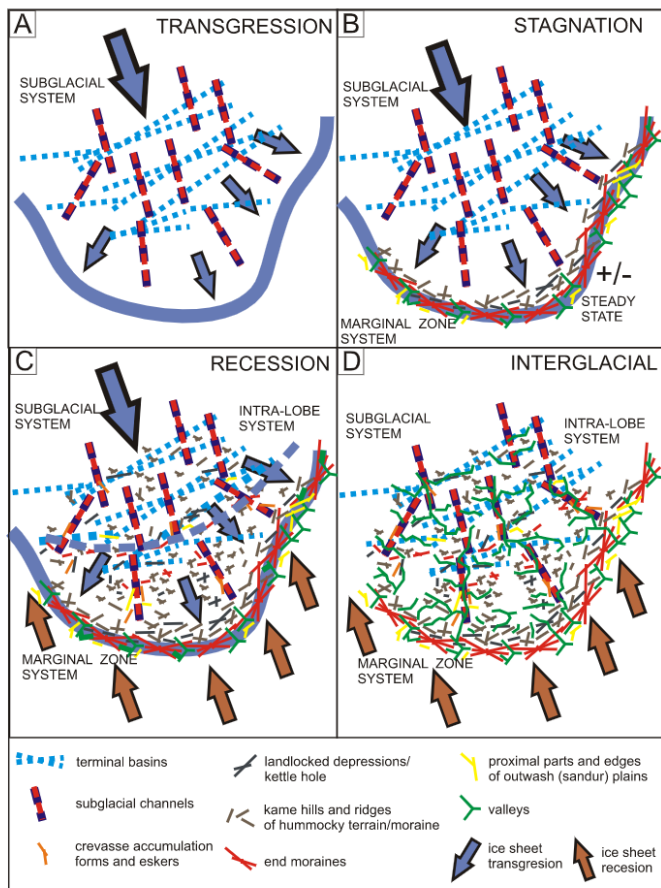 A
TRANSGRESSION
SUBGLACIAL
SYSTEM
B
STAGNATION
SUBGLACIAL
SYSTEM
+/-
STEADY
STATE
MARGINAL ZONE
SYSTEM
C
RECESSION
SUBGLACIAL
SYSTEM
INTRA-LOBE
SYSTEM
MARGINAL ZONE
SYSTEM
D
INTERGLACIAL
SUBGLACIAL
SYSTEM
INTRA-LOBE
SYSTEM
MARGINAL ZONE
SYSTEM
terminal basins
subglacial channels
crevasse accumulation
forms and eskers
landlocked depressions/
kettle hole
kame hills and ridges
of hummocky terrain/moraine
end moraines
proximal parts and edges
of outwash (sandur) plains
valleys
ice sheet
transgresion
ice sheet
recesion